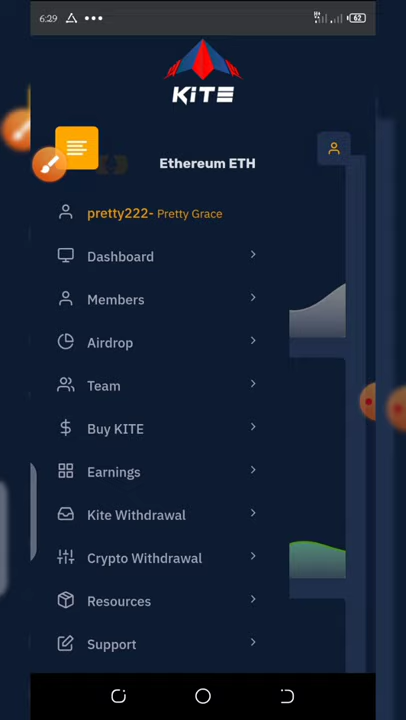 6:29
62
KiTE
Ethereum ETH
pretty222- Pretty Grace
Dashboard
Members
Airdrop
Team
Buy KITE
Earnings
Kite Withdrawal
Crypto Withdrawal
Resources
Support